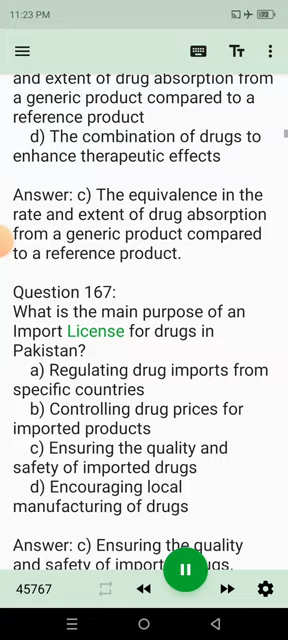 11:23 PM
and extent of drug absorption from
a generic product compared to a
reference product
d) The combination of drugs to
enhance therapeutic effects
Answer: c) The equivalence in the
rate and extent of drug absorption
from a generic product compared
to a reference product.
Question 167:
What is the main purpose of an
Import License for drugs in
Pakistan?
a) Regulating drug imports from
specific countries
b) Controlling drug prices for
imported products
c) Ensuring the quality and
safety of imported drugs
d) Encouraging local
manufacturing of drugs
Answer: c) Ensuring the quality
and safety of
45767